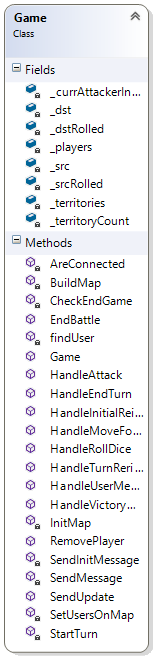 Game
Class
Fields
_currAttackerIn...
_dst
_dstRolled
_players
_src
_srcRolled
_territories
_territoryCount
Methods
AreConnected
BuildMap
CheckEndGame
EndBattle
findUser
Game
HandleAttack
HandleEndTurn
HandleInitialRei...
HandleMoveFo...
HandleRollDice
HandleTurnReri...
HandleUserMe...
HandleVictory...
InitMap
RemovePlayer
SendInitMessage
SendMessage
SendUpdate
SetUsersOnMap
StartTurn